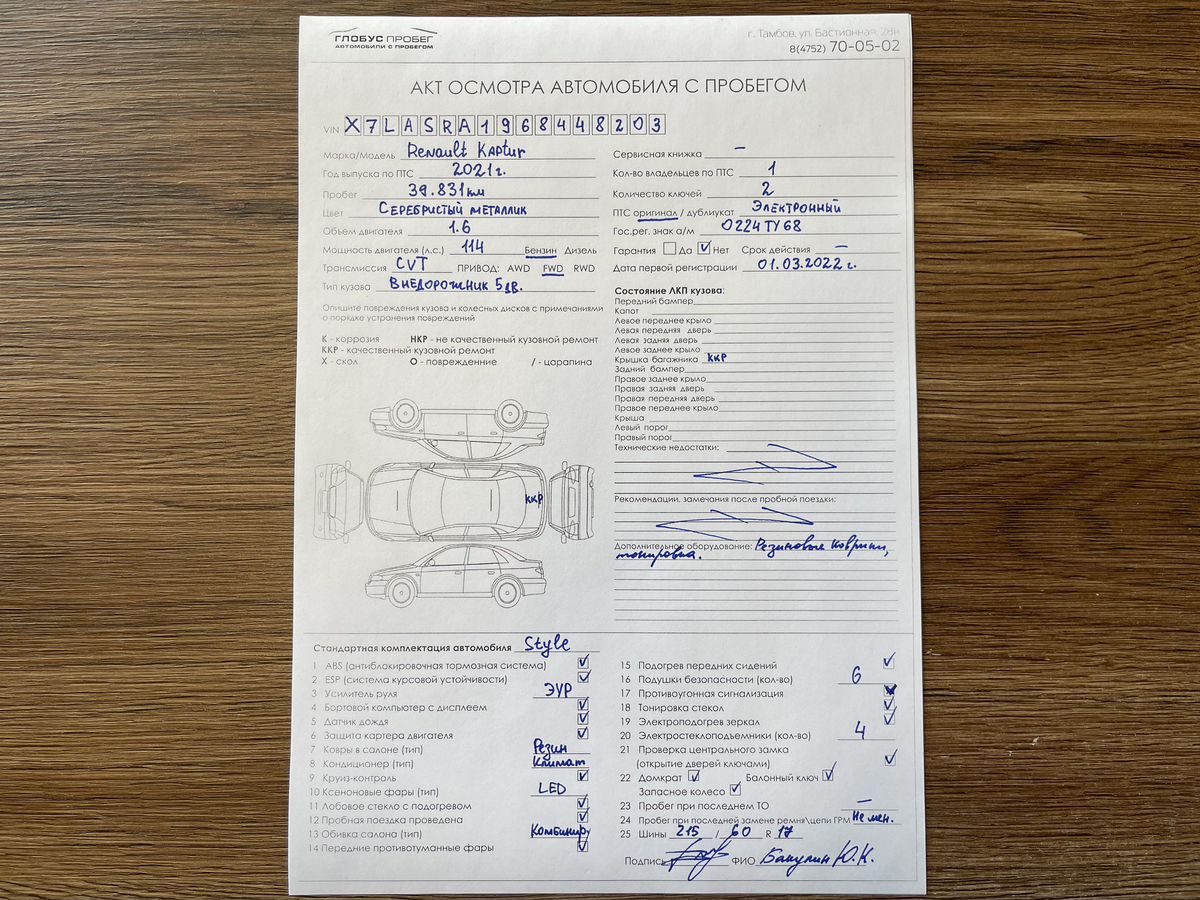 ГЛОБУС ПРОБЕГ
АВТОМОБИЛИ С ПРОБЕГОМ
г. Тамбов, ул. Бастионная, 28н
8(4752) 70-05-02
АКТ ОСМОТРА АВТОМОБИЛЯ С ПРОБЕГОМ
VIN X7LASRA1968448203
Марка/Модель Renault Kaptur
Год выпуска по ПТС 2021 г.
Пробег 39.831 км
Цвет Серебристый металлик
Объем двигателя 1.6
Мощность двигателя (л.с.) 114 Бензин Дизель
Трансмиссия CVT ПРИВОД: AWD FWD RWD
Тип кузова Внедорожник 5 дв.
Опишите повреждения кузова и колесных дисков с примечаниями
о порядке устранения повреждений
К - коррозия НКР - не качественный кузовной ремонт
ККР - качественный кузовной ремонт
Х - скол О - повреждение / - царапина
ККР
Сервисная книжка –
Кол-во владельцев по ПТС 1
Количество ключей 2
ПТС оригинал / дубликат Электронный
Гос.рег. знак а/м О224ТУ68
Гарантия Да Нет Срок действия –
Дата первой регистрации 01.03.2022 г.
Состояние ЛКП кузова:
Передний бампер
Капот
Левое переднее крыло
Левая передняя дверь
Левая задняя дверь
Левое заднее крыло
Крышка багажника ККР
Задний бампер
Правое заднее крыло
Правая задняя дверь
Правая передняя дверь
Правое переднее крыло
Крыша
Левый порог
Правый порог
Технические недостатки:
Рекомендации, замечания после пробной поездки:
Дополнительное оборудование: Резиновые коврики,
тонировка.
Стандартная комплектация автомобиля Style
1 ABS (антиблокировочная тормозная система)
2 ESP (система курсовой устойчивости)
3 Усилитель руля ЭУР
4 Бортовой компьютер с дисплеем
5 Датчик дождя
6 Защита картера двигателя
7 Ковры в салоне (тип) Резин
8 Кондиционер (тип) Климат
9 Круиз-контроль
10 Ксеноновые фары (тип) LED
11 Лобовое стекло с подогревом
12 Пробная поездка проведена
13 Обивка салона (тип) Комбинир
14 Передние противотуманные фары
15 Подогрев передних сидений
16 Подушки безопасности (кол-во) 6
17 Противоугонная сигнализация
18 Тонировка стекол
19 Электроподогрев зеркал
20 Электростеклоподъемники (кол-во) 4
21 Проверка центрального замка
(открытие дверей ключами)
22 Домкрат Балонный ключ
Запасное колесо
23 Пробег при последнем ТО –
24 Пробег при последней замене ремня\цепи ГРМ Не мен.
25 Шины 215 / 60 R 17
Подпись ФИО Бакулин Ю.К.